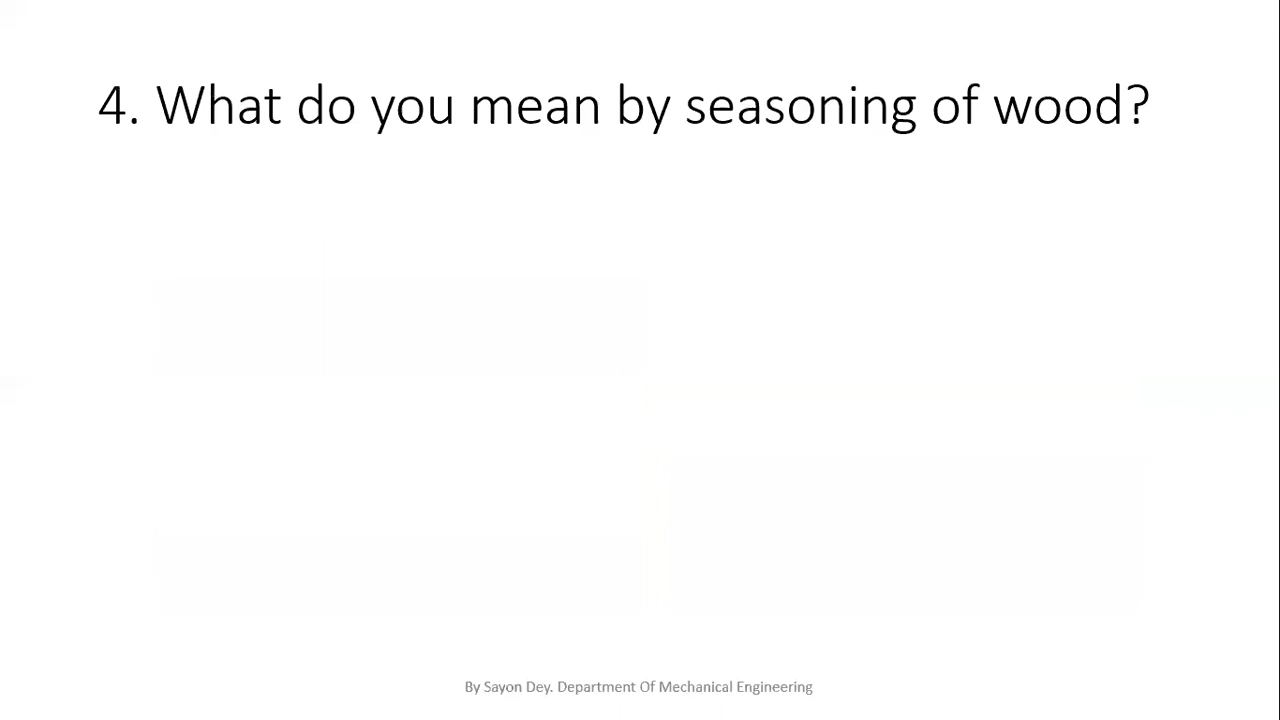 4. What do you mean by seasoning of wood?
By Sayon Dey. Department Of Mechanical Engineering